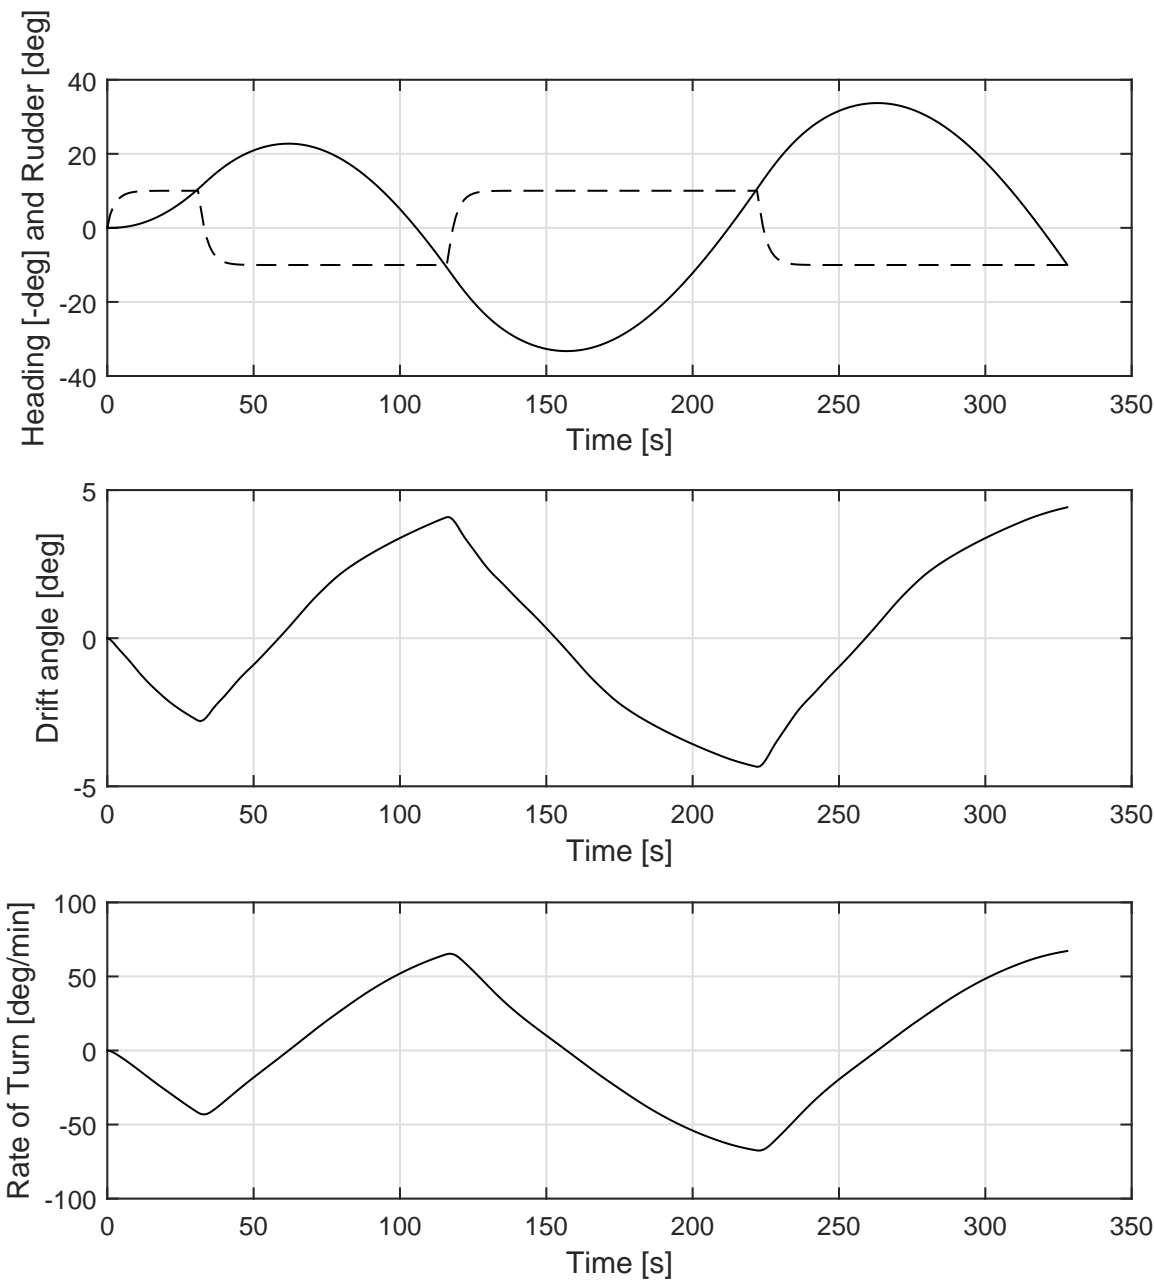 Heading [-deg] and Rudder [deg]
40
20
0
-20
-40
0 50 100 150 200 250 300 350
Time [s]
Drift angle [deg]
5
0
-5
0 50 100 150 200 250 300 350
Time [s]
Rate of Turn [deg/min]
100
50
0
-50
-100
0 50 100 150 200 250 300 350
Time [s]